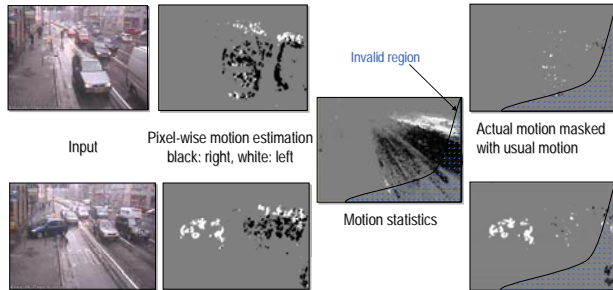 Invalid region
Input
Pixel-wise motion estimation
black: right, white: left
Motion statistics
Actual motion masked
with usual motion